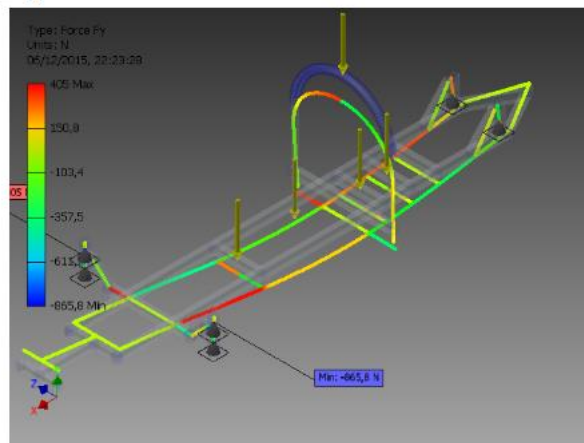 Type: Force Fy
Units: N
06/12/2015, 22:23:28
405 Max
150,8
-103,4
-357,5
-865,8 Min
Min: -865,8 N
Z
X